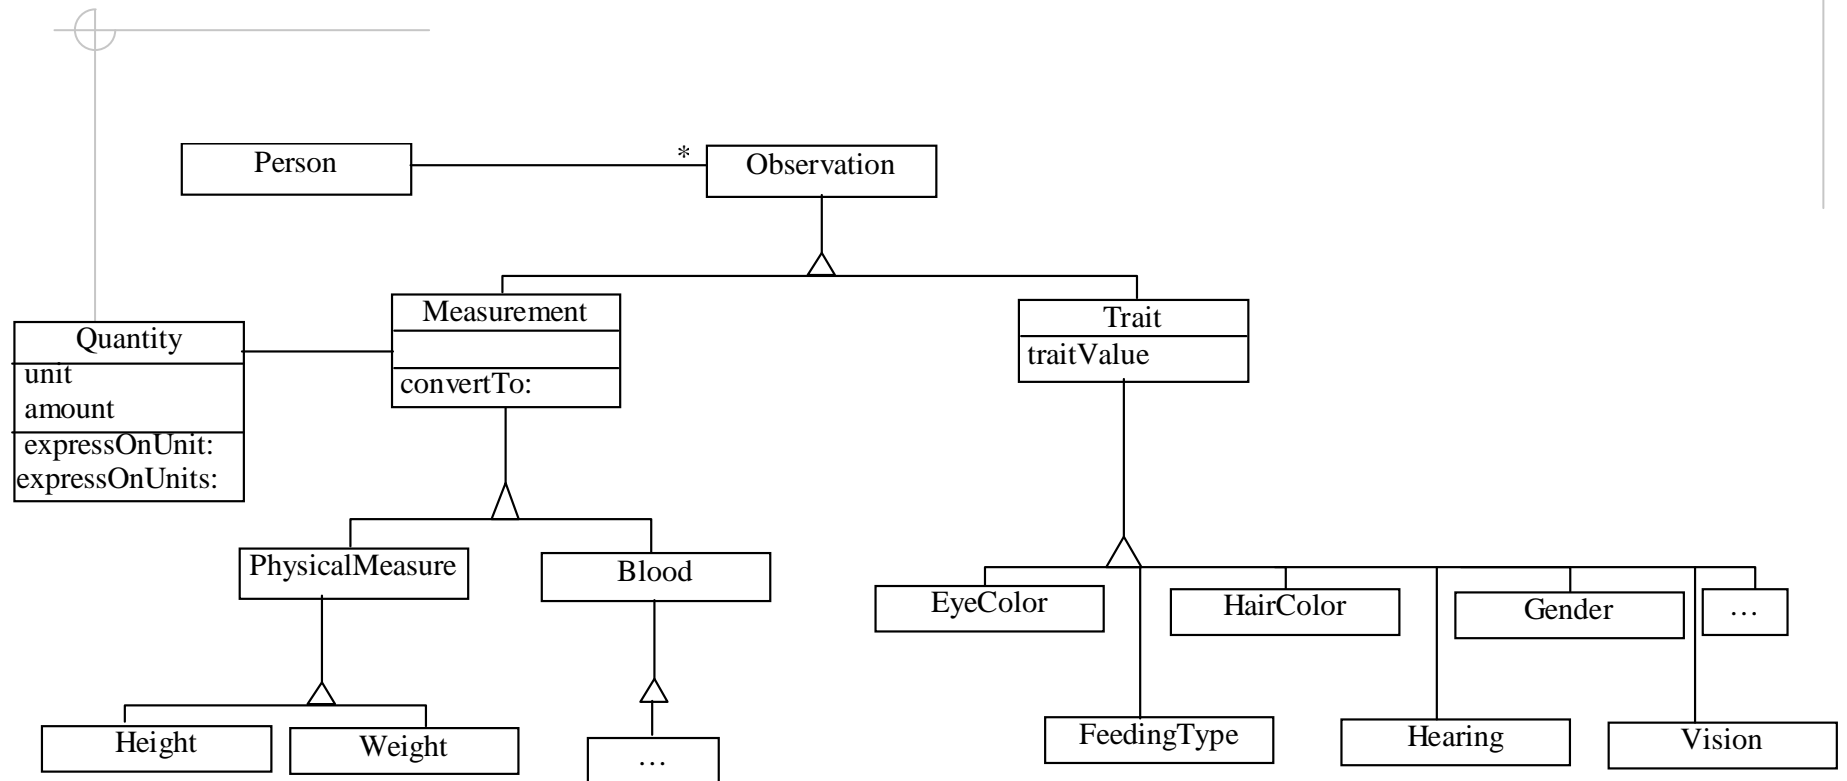 Person
*
Observation
Measurement
convertTo:
Trait
traitValue
Quantity
unit
amount
expressOnUnit:
expressOnUnits:
PhysicalMeasure
Blood
EyeColor
HairColor
Gender
…
Height
Weight
…
FeedingType
Hearing
Vision